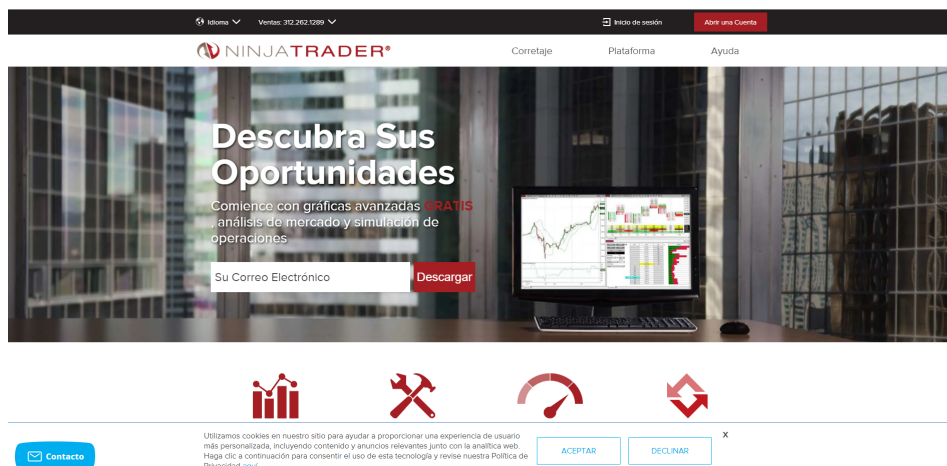 Idioma
Ventas: 312.262.1289
Inicio de sesión
Abrir una Cuenta
NINJATRADER®
Corretaje
Plataforma
Ayuda
Descubra Sus
Oportunidades
Comience con gráficas avanzadas GRATIS
, análisis de mercado y simulación de
operaciones
Su Correo Electrónico
Descargar
Utilizamos cookies en nuestro sitio para ayudar a proporcionar una experiencia de usuario
más personalizada, incluyendo contenido y anuncios relevantes junto con la analítica web.
Haga clic a continuación para consentir el uso de esta tecnología y revise nuestra Política de
Privacidad aquí
ACEPTAR
DECLINAR
X
Contacto